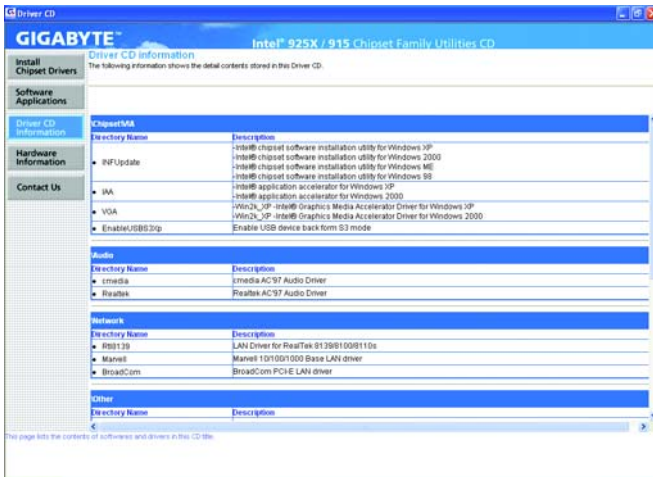 Driver CD
GIGABYTE™
Intel® 925X / 915 Chipset Family Utilities CD
Install Chipset Drivers
Software Applications
Driver CD Information
Hardware Information
Contact Us
Driver CD information
The following information shows the detail contents stored in this Driver CD.
\Chipset\IA
Directory Name Description
INFUpdate
-Intel® chipset software installation utility for Windows XP
-Intel® chipset software installation utility for Windows 2000
-Intel® chipset software installation utility for Windows ME
-Intel® chipset software installation utility for Windows 98
IAA
-Intel® application accelerator for Windows XP
-Intel® application accelerator for Windows 2000
VGA
-Win2k_XP -Intel® Graphics Media Accelerator Driver for Windows XP
-Win2k_XP -Intel® Graphics Media Accelerator Driver for Windows 2000
EnableUSBS3Xp Enable USB device back form S3 mode
\Audio
Directory Name Description
cmedia cmedia AC'97 Audio Driver
Realtek Realtek AC'97 Audio Driver
\Network
Directory Name Description
Rtl8139 LAN Driver for RealTek 8139/8100/8110s
Marvell Marvell 10/100/1000 Base LAN driver
BroadCom BroadCom PCI-E LAN driver
\Other
Directory Name Description
This page lists the contents of softwares and drivers in this CD title.